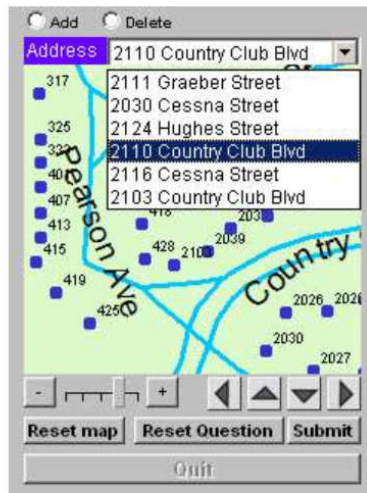 Add Delete
Address 2110 Country Club Blvd
2111 Graeber Street
2030 Cessna Street
2124 Hughes Street
2110 Country Club Blvd
2116 Cessna Street
2103 Country Club Blvd
317
325
407
413
415
419
425
418
428 2103 2039
Pearson Ave
Country
2026
2030
2027
- +
Reset map Reset Question Submit
Quit